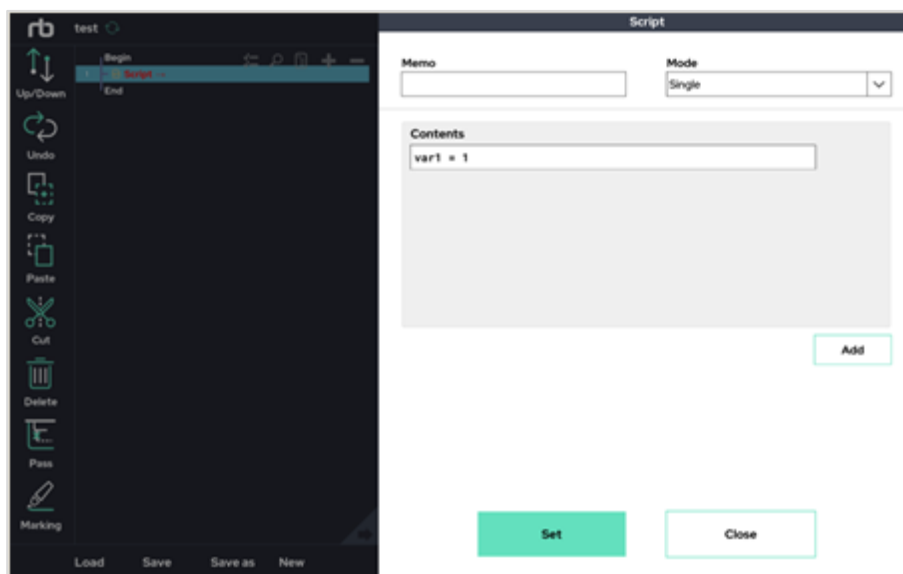 rb
test
Script
Begin
Script
End
Up/Down
Undo
Copy
Paste
Cut
Delete
Pass
Marking
Load Save Save as New
Memo
Mode
Single
Contents
var1 = 1
Add
Set
Close